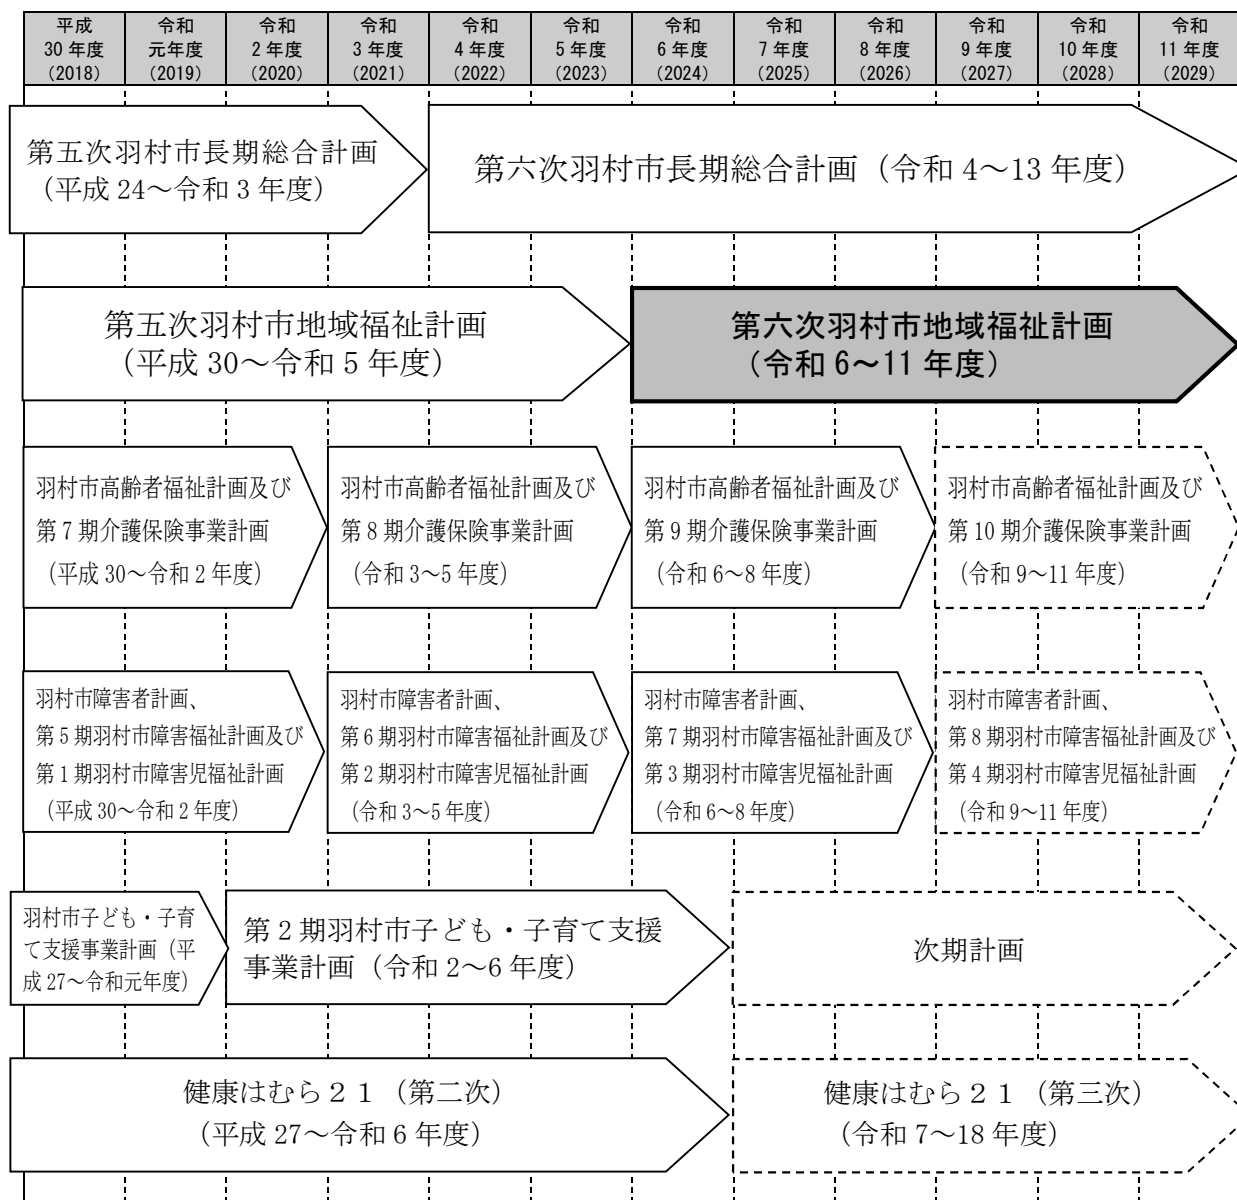 平成
30 年度
（2018）
令和
元年度
（2019）
令和
2 年度
（2020）
令和
3 年度
（2021）
令和
4 年度
（2022）
令和
5 年度
（2023）
令和
6 年度
（2024）
令和
7 年度
（2025）
令和
8 年度
（2026）
令和
9 年度
（2027）
令和
10 年度
（2028）
令和
11 年度
（2029）
第五次羽村市長期総合計画
（平成 24～令和 3 年度）
第六次羽村市長期総合計画（令和 4～13 年度）
第五次羽村市地域福祉計画
（平成 30～令和 5 年度）
第六次羽村市地域福祉計画
（令和 6～11 年度）
羽村市高齢者福祉計画及び
第 7 期介護保険事業計画
（平成 30～令和 2 年度）
羽村市高齢者福祉計画及び
第 8 期介護保険事業計画
（令和 3～5 年度）
羽村市高齢者福祉計画及び
第 9 期介護保険事業計画
（令和 6～8 年度）
羽村市高齢者福祉計画及び
第 10 期介護保険事業計画
（令和 9～11 年度）
羽村市障害者計画、
第 5 期羽村市障害福祉計画及び
第 1 期羽村市障害児福祉計画
（平成 30～令和 2 年度）
羽村市障害者計画、
第 6 期羽村市障害福祉計画及び
第 2 期羽村市障害児福祉計画
（令和 3～5 年度）
羽村市障害者計画、
第 7 期羽村市障害福祉計画及び
第 3 期羽村市障害児福祉計画
（令和 6～8 年度）
羽村市障害者計画、
第 8 期羽村市障害福祉計画及び
第 4 期羽村市障害児福祉計画
（令和 9～11 年度）
羽村市子ども・子育
て支援事業計画（平
成 27～令和元年度）
第 2 期羽村市子ども・子育て支援
事業計画（令和 2～6 年度）
次期計画
健康はむら２１（第二次）
（平成 27～令和 6 年度）
健康はむら２１（第三次）
（令和 7～18 年度）